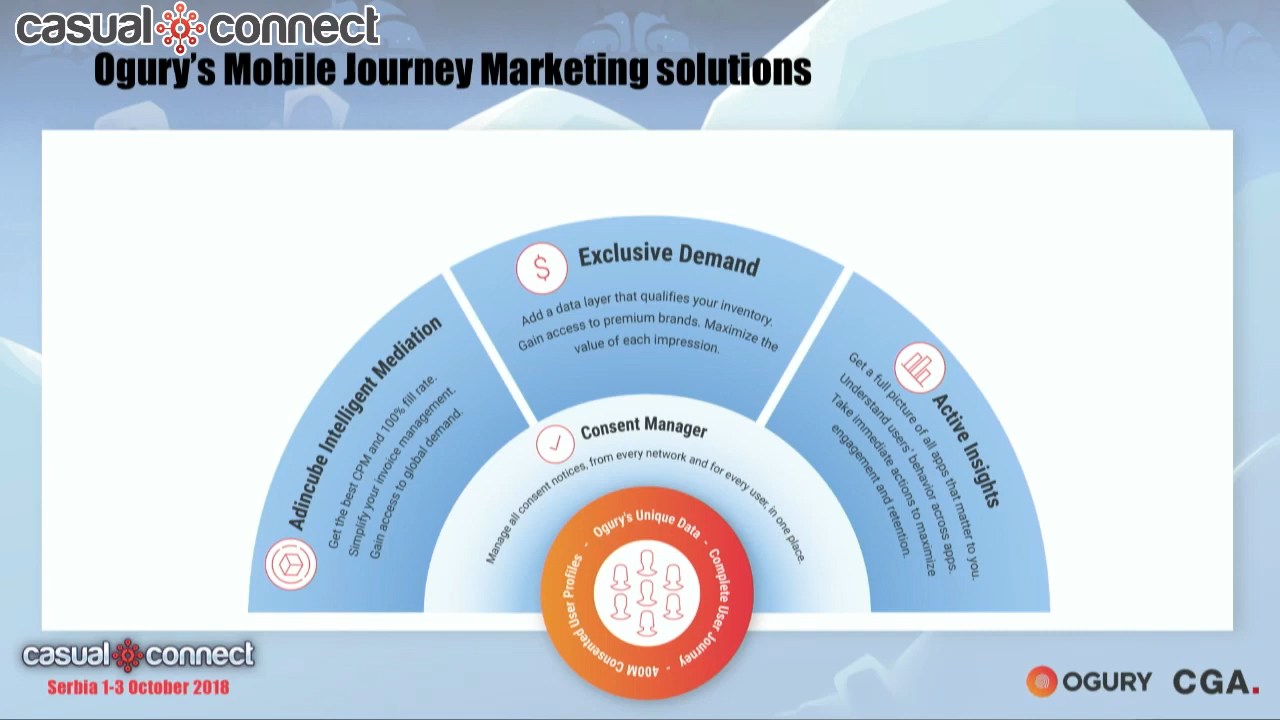 casual connect
Ogury's Mobile Journey Marketing solutions
Adincube Intelligent Mediation
Get the best CPM and 100% fill rate.
Simplify your invoice management.
Gain access to global demand.
$
Exclusive Demand
Add a data layer that qualifies your inventory.
Gain access to premium brands. Maximize the
value of each impression.
Active Insights
Get a full picture of all apps that matter to you.
Understand users' behavior across apps.
Take immediate actions to maximize
engagement and retention.
Consent Manager
Manage all consent notices, from every network and for every user, in one place.
Ogury's Unique Data - Complete User Journey - 400M Consented User Profiles -
casual connect
Serbia 1-3 October 2018
OGURY
CGA.